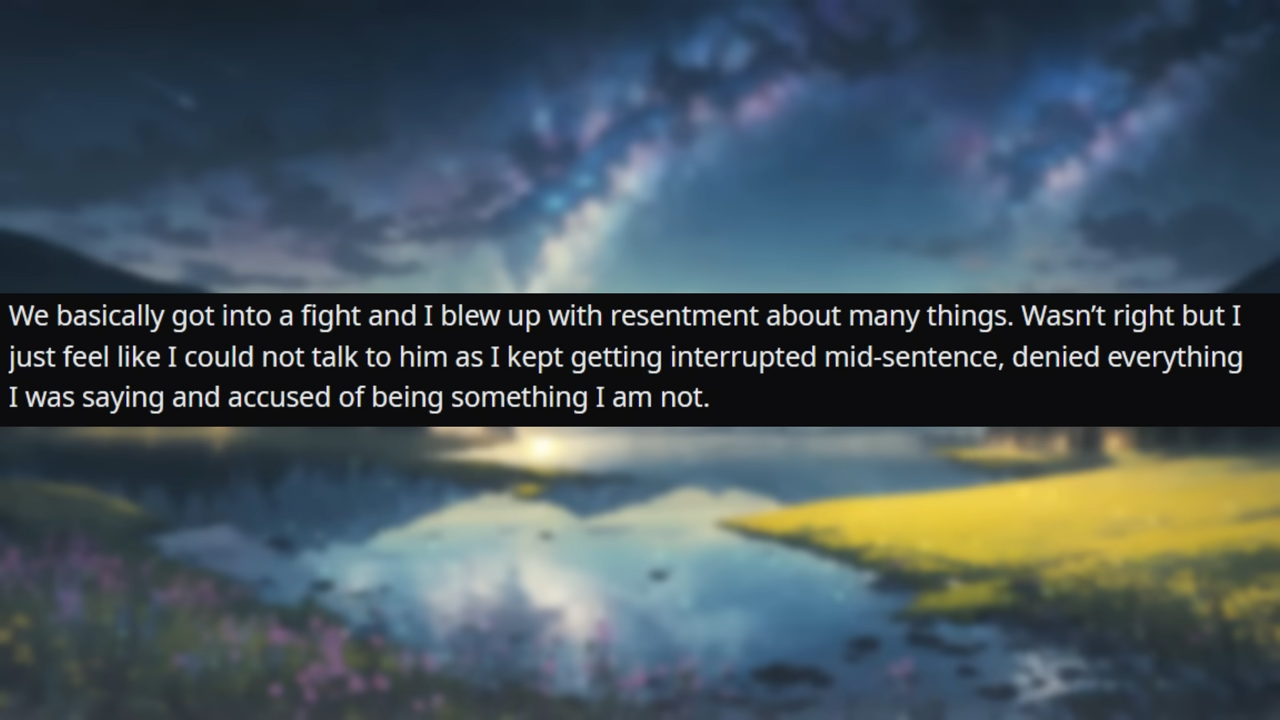 We basically got into a fight and I blew up with resentment about many things. Wasn’t right but I
just feel like I could not talk to him as I kept getting interrupted mid-sentence, denied everything
I was saying and accused of being something I am not.